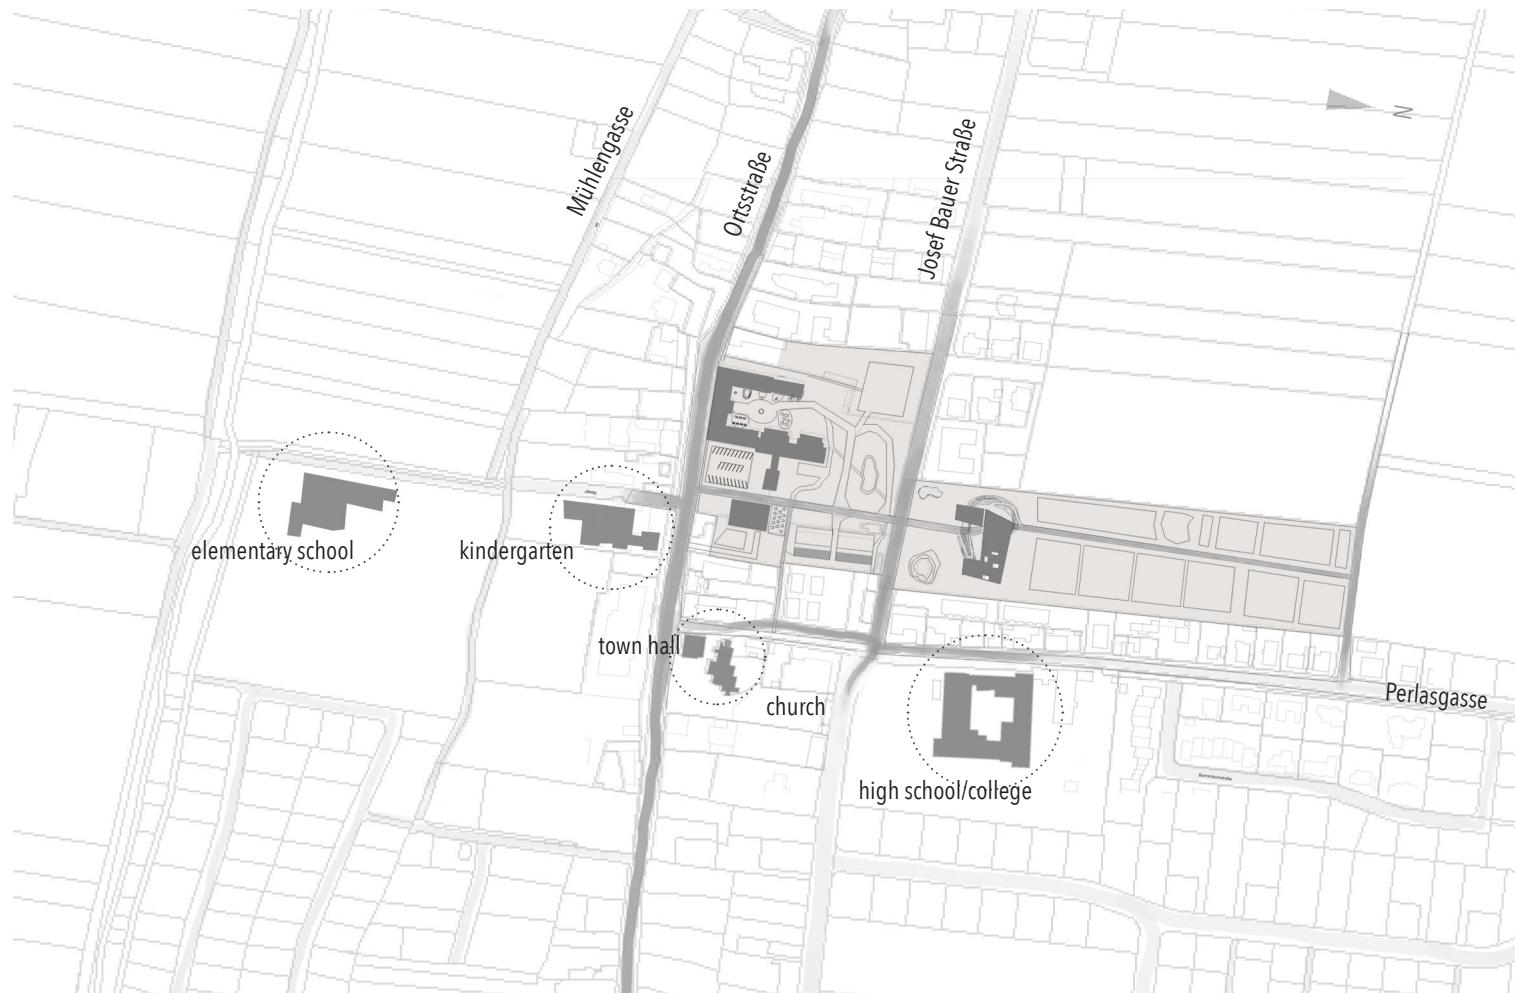 Mühlengasse
Ortsstraße
Josef Bauer Straße
N
elementary school
kindergarten
town hall
church
Perlasgasse
high school/college